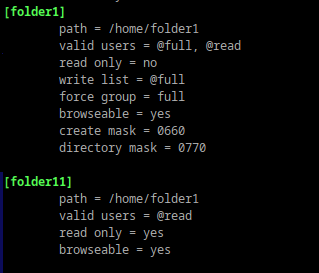 [folder1]
path = /home/folder1
valid users = @full, @read
read only = no
write list = @full
force group = full
browseable = yes
create mask = 0660
directory mask = 0770
[folder11]
path = /home/folder1
valid users = @read
read only = yes
browseable = yes